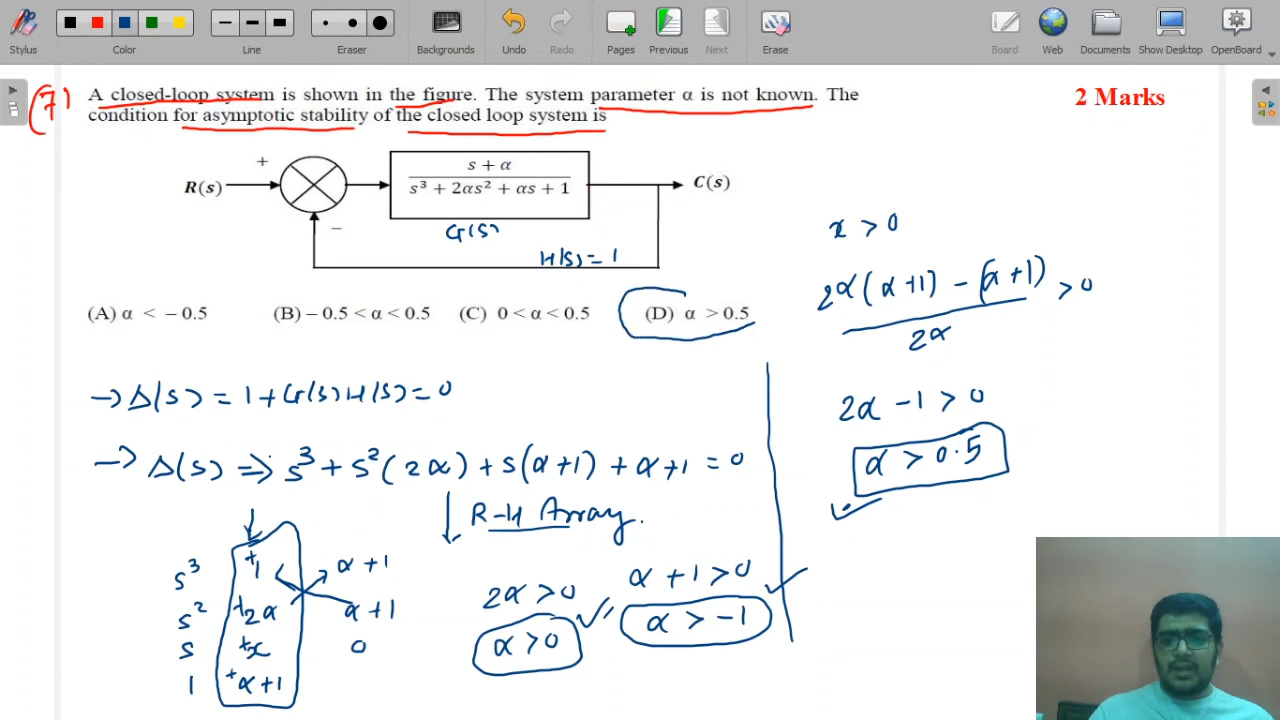 Stylus Color Line Eraser Backgrounds Undo Redo Pages Previous Next Erase Board Web Documents Show Desktop OpenBoard
(7) A closed-loop system is shown in the figure. The system parameter α is not known. The 2 Marks
condition for asymptotic stability of the closed loop system is
R(s) + − s + α / s³ + 2αs² + αs + 1 C(s)
G(s)
H(s) = 1
(A) α < − 0.5 (B) – 0.5 < α < 0.5 (C) 0 < α < 0.5 (D) α > 0.5
→ Δ(s) = 1 + G(s) H(s) = 0
→ Δ(s) ⇒ s³ + s²(2α) + s(α+1) + α+1 = 0
↓ R-H Array.
s³ +1 α+1
s² +2α α+1
s +x 0
1 +α+1
2α > 0
α > 0
α + 1 > 0
α > -1
x > 0
2α(α+1) - (α+1) / 2α > 0
2α - 1 > 0
α > 0.5